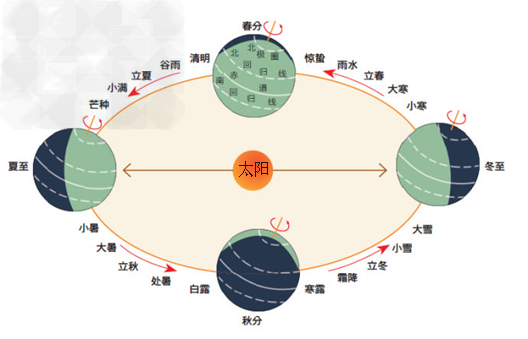 春分
清明
惊蛰
谷雨
雨水
立夏
立春
小满
大寒
芒种
小寒
北 北 极 圈
回 归 线
南 赤 道
回 归 线
夏至
太阳
冬至
小暑
大雪
大暑
小雪
立秋
立冬
处暑
霜降
白露
寒露
秋分